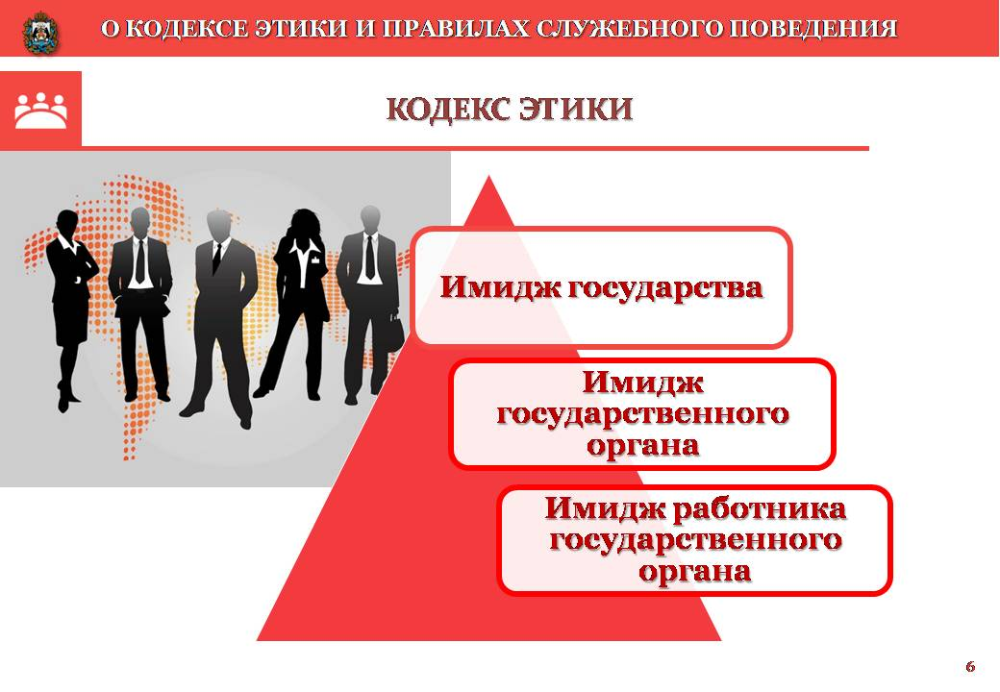 О КОДЕКСЕ ЭТИКИ И ПРАВИЛАХ СЛУЖЕБНОГО ПОВЕДЕНИЯ
КОДЕКС ЭТИКИ
Имидж государства
Имидж
государственного
органа
Имидж работника
государственного
органа
6